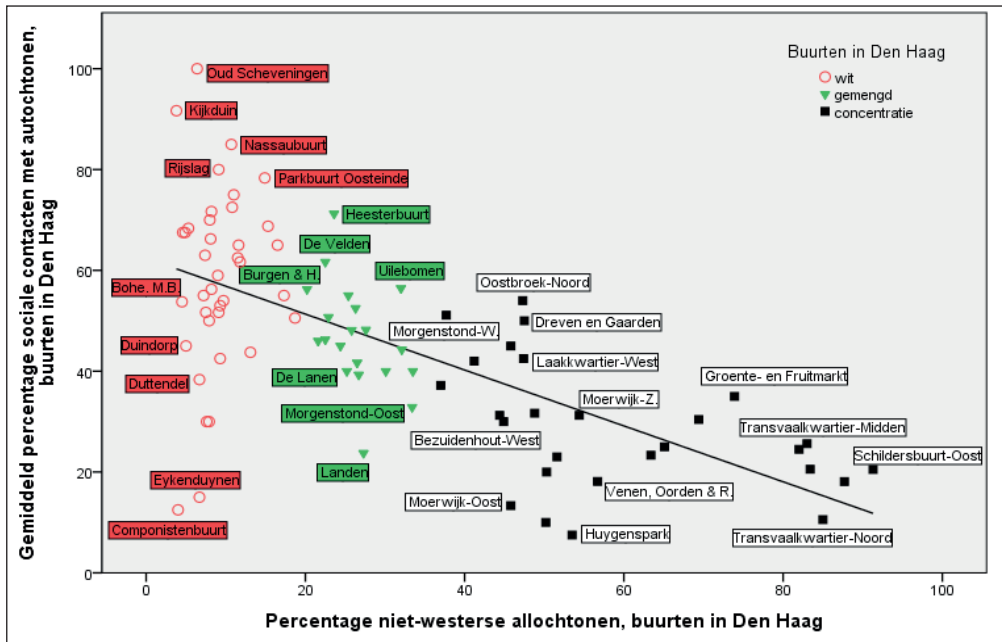 Gemiddeld percentage sociale contacten met autochtonen,
buurten in Den Haag
100
80
60
40
20
0
Buurten in Den Haag
wit
gemengd
concentratie
Oud Scheveningen
Kijkduin
Nassaubuurt
Rijslag
Parkbuurt Oosteinde
Heesterbuurt
De Velden
Burgen & H.
Uilebomen
Bohe. M.B.
Oostbroek-Noord
Morgenstond-W.
Dreven en Gaarden
Duindorp
Laakkwartier-West
Duttendel
De Lanen
Moerwijk-Z.
Groente- en Fruitmarkt
Morgenstond-Oost
Bezuidenhout-West
Transvaalkwartier-Midden
Landen
Schildersbuurt-Oost
Eykenduynen
Moerwijk-Oost
Venen, Oorden & R.
Componistenbuurt
Huygenspark
Transvaalkwartier-Noord
0 20 40 60 80 100
Percentage niet-westerse allochtonen, buurten in Den Haag